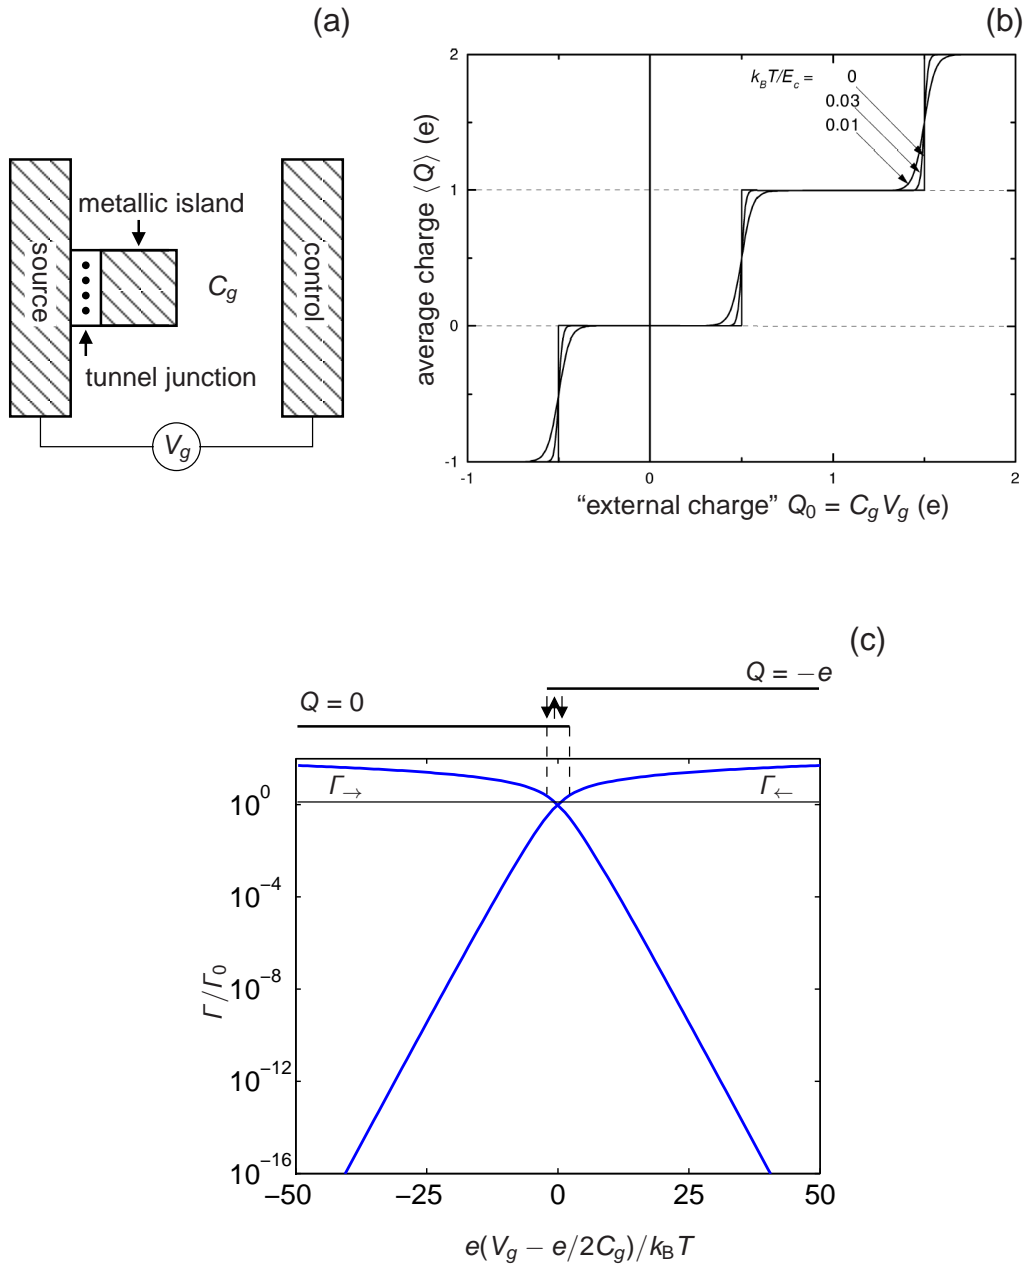 (a)
metallic island
source
control
C_g
tunnel junction
V_g
(b)
2
k_B T/E_c = 0
0.03
0.01
average charge ⟨Q⟩ (e)
1
0
-1
-1 0 1 2
“external charge” Q_0 = C_g V_g (e)
(c)
Q = −e
Q = 0
Γ_→
Γ_←
10^0
10^−4
10^−8
10^−12
10^−16
Γ/Γ_0
−50 −25 0 25 50
e(V_g − e/2C_g)/k_B T